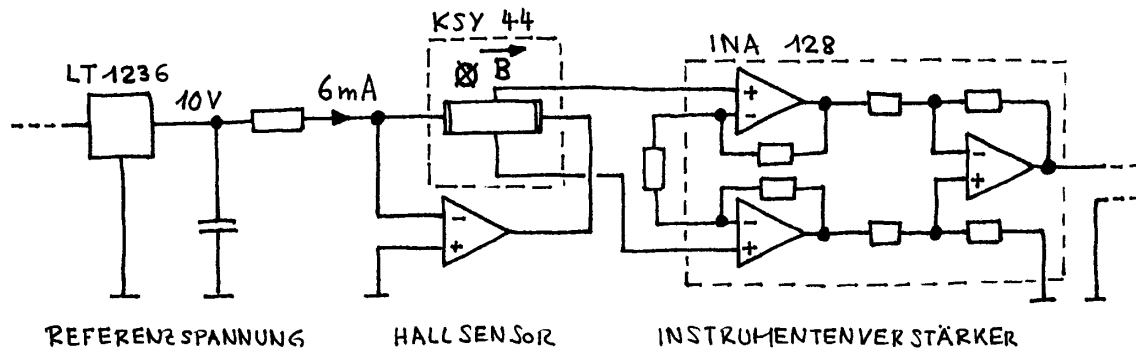 KSY 44
INA 128
LT1236
10V
6mA
B
+
-
-
+
-
+
-
+
-
+
REFERENZSPANNUNG
HALLSENSOR
INSTRUMENTENVERSTÄRKER